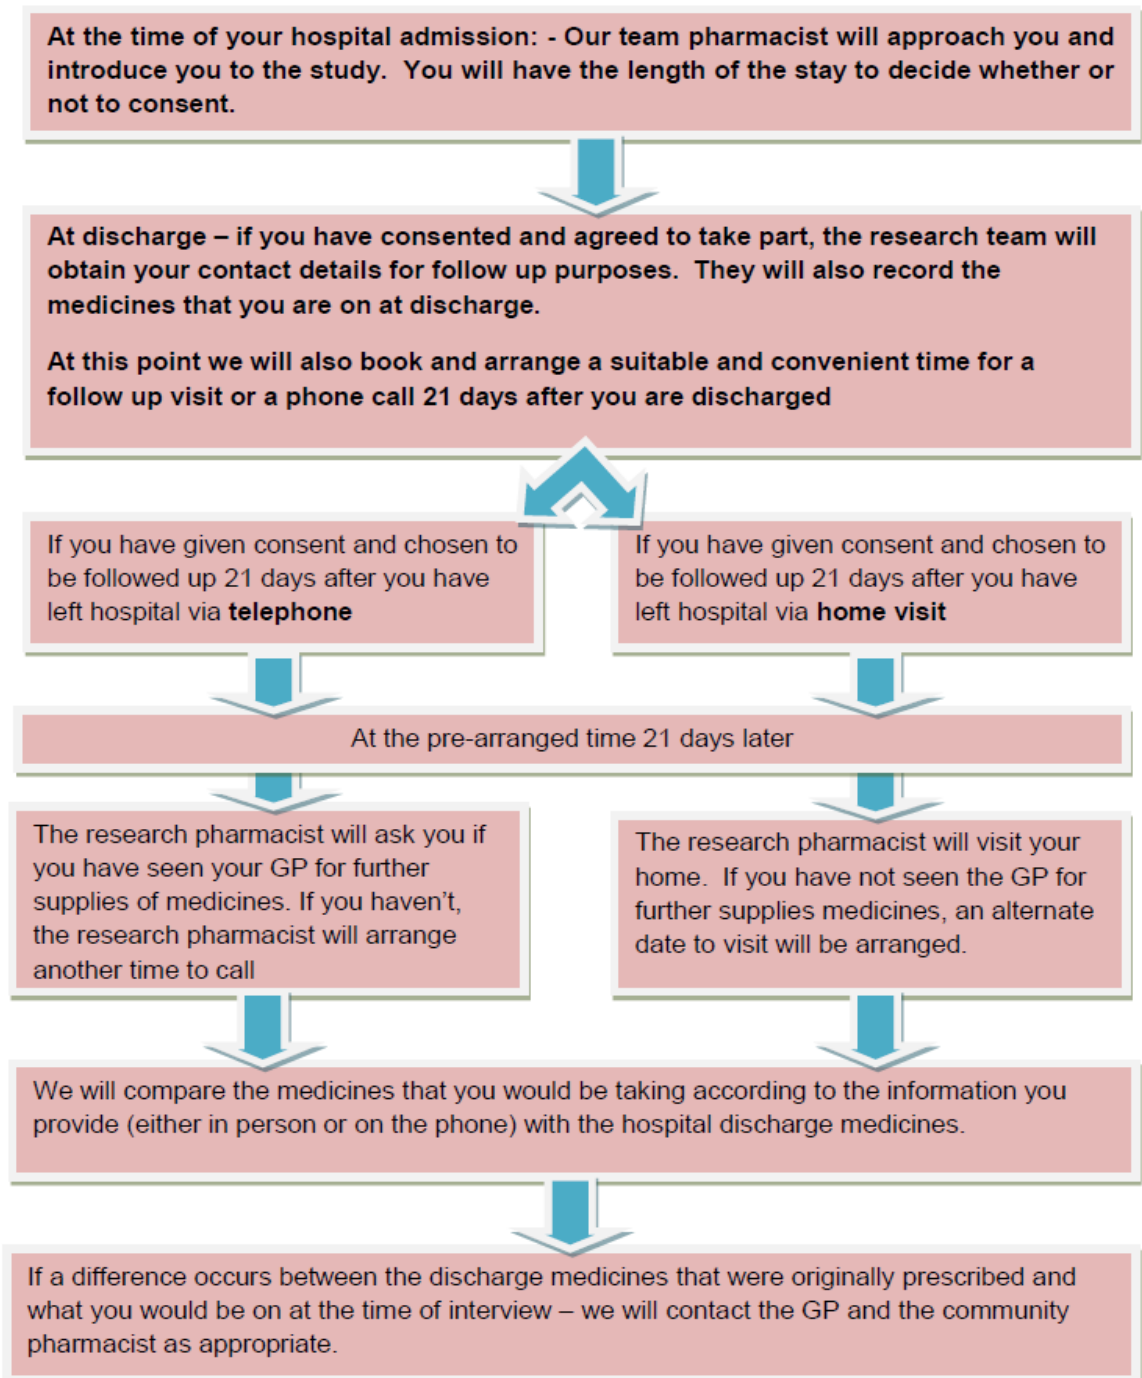 At the time of your hospital admission: - Our team pharmacist will approach you and
introduce you to the study.  You will have the length of the stay to decide whether or
not to consent.
At discharge – if you have consented and agreed to take part, the research team will
obtain your contact details for follow up purposes.  They will also record the
medicines that you are on at discharge.
At this point we will also book and arrange a suitable and convenient time for a
follow up visit or a phone call 21 days after you are discharged
If you have given consent and chosen to
be followed up 21 days after you have
left hospital via telephone
If you have given consent and chosen to
be followed up 21 days after you have
left hospital via home visit
At the pre-arranged time 21 days later
The research pharmacist will ask you if
you have seen your GP for further
supplies of medicines. If you haven't,
the research pharmacist will arrange
another time to call
The research pharmacist will visit your
home.  If you have not seen the GP for
further supplies medicines, an alternate
date to visit will be arranged.
We will compare the medicines that you would be taking according to the information you
provide (either in person or on the phone) with the hospital discharge medicines.
If a difference occurs between the discharge medicines that were originally prescribed and
what you would be on at the time of interview – we will contact the GP and the community
pharmacist as appropriate.